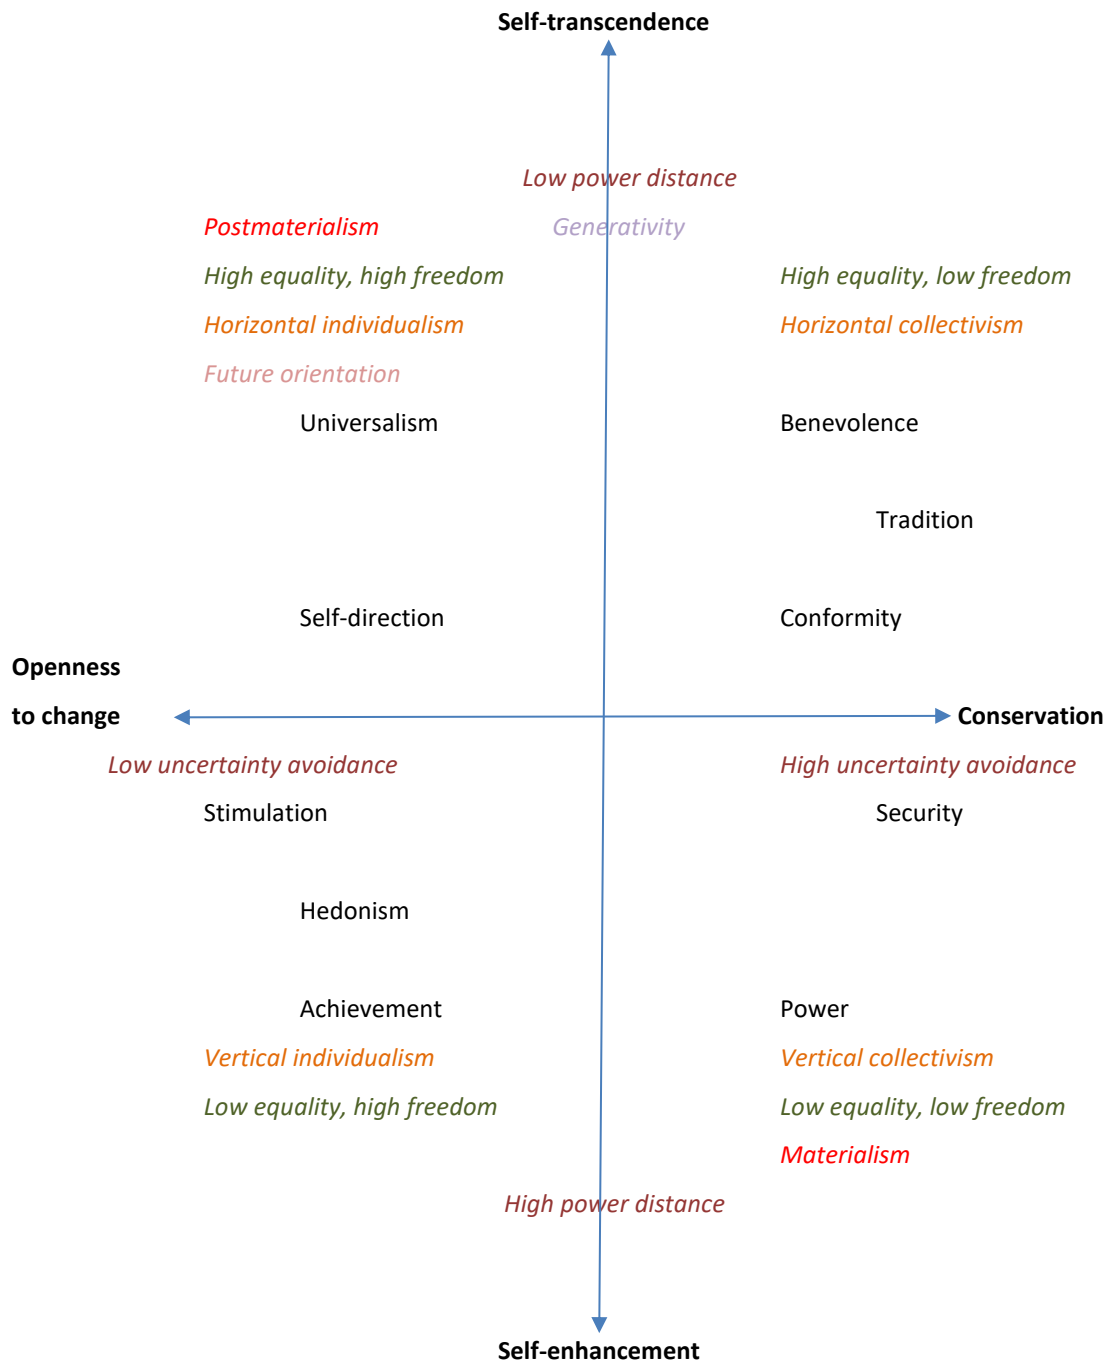 Self-transcendence
Low power distance
Postmaterialism
Generativity
High equality, high freedom
High equality, low freedom
Horizontal individualism
Horizontal collectivism
Future orientation
Universalism
Benevolence
Tradition
Self-direction
Conformity
Openness
to change
Conservation
Low uncertainty avoidance
High uncertainty avoidance
Stimulation
Security
Hedonism
Achievement
Power
Vertical individualism
Vertical collectivism
Low equality, high freedom
Low equality, low freedom
Materialism
High power distance
Self-enhancement